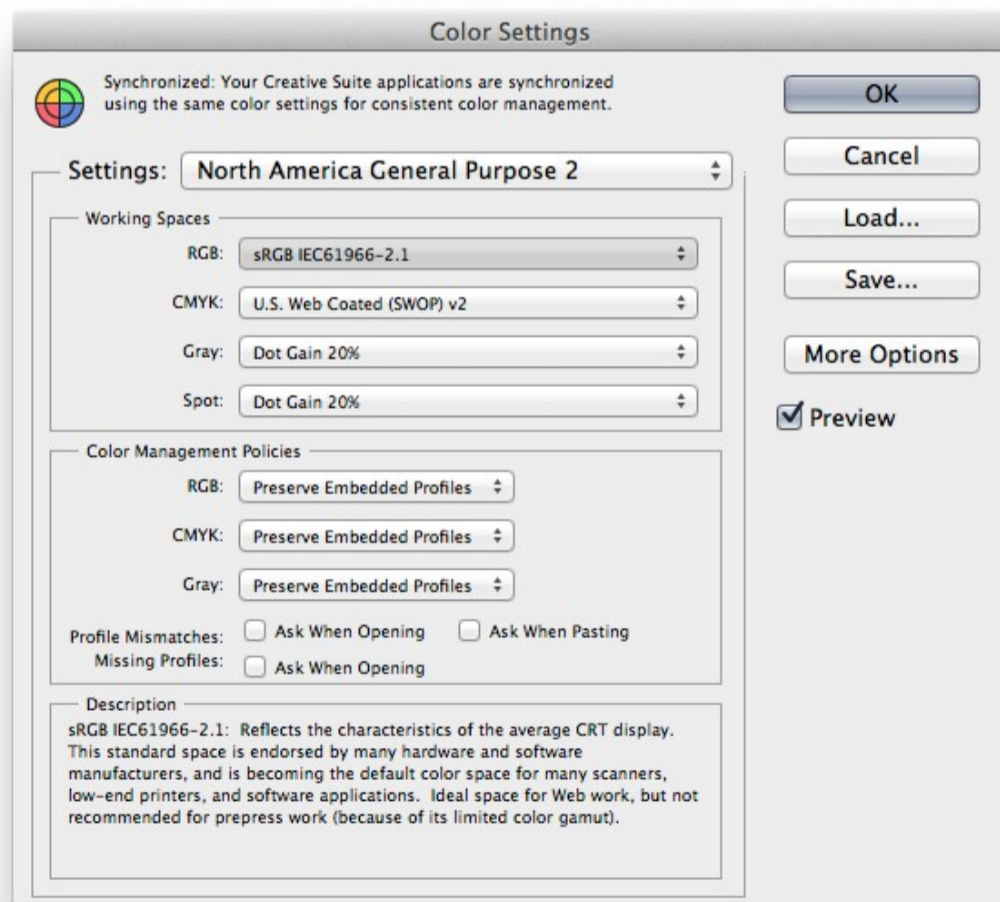 Color Settings
Synchronized: Your Creative Suite applications are synchronized
using the same color settings for consistent color management.
OK
Cancel
Load...
Save...
More Options
Preview
Settings: North America General Purpose 2
Working Spaces
RGB: sRGB IEC61966-2.1
CMYK: U.S. Web Coated (SWOP) v2
Gray: Dot Gain 20%
Spot: Dot Gain 20%
Color Management Policies
RGB: Preserve Embedded Profiles
CMYK: Preserve Embedded Profiles
Gray: Preserve Embedded Profiles
Profile Mismatches: Ask When Opening Ask When Pasting
Missing Profiles: Ask When Opening
Description
sRGB IEC61966-2.1: Reflects the characteristics of the average CRT display.
This standard space is endorsed by many hardware and software
manufacturers, and is becoming the default color space for many scanners,
low-end printers, and software applications. Ideal space for Web work, but not
recommended for prepress work (because of its limited color gamut).